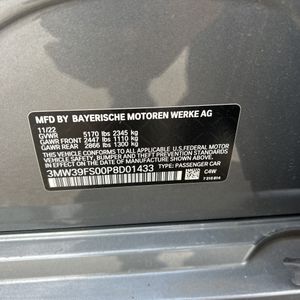 MFD BY BAYERISCHE MOTOREN WERKE AG
11/22
GVWR 5170 lbs 2345 kg
GAWR FRONT 2447 lbs 1110 kg
GAWR REAR 2866 lbs 1300 kg
THIS VEHICLE CONFORMS TO ALL APPLICABLE U.S. FEDERAL MOTOR
VEHICLE SAFETY, BUMPER, AND THEFT PREVENTION STANDARDS
IN EFFECT ON THE DATE OF MANUFACTURE SHOWN ABOVE.
3MW39FS00P8D01433 TYPE: PASSENGER CAR
C4W